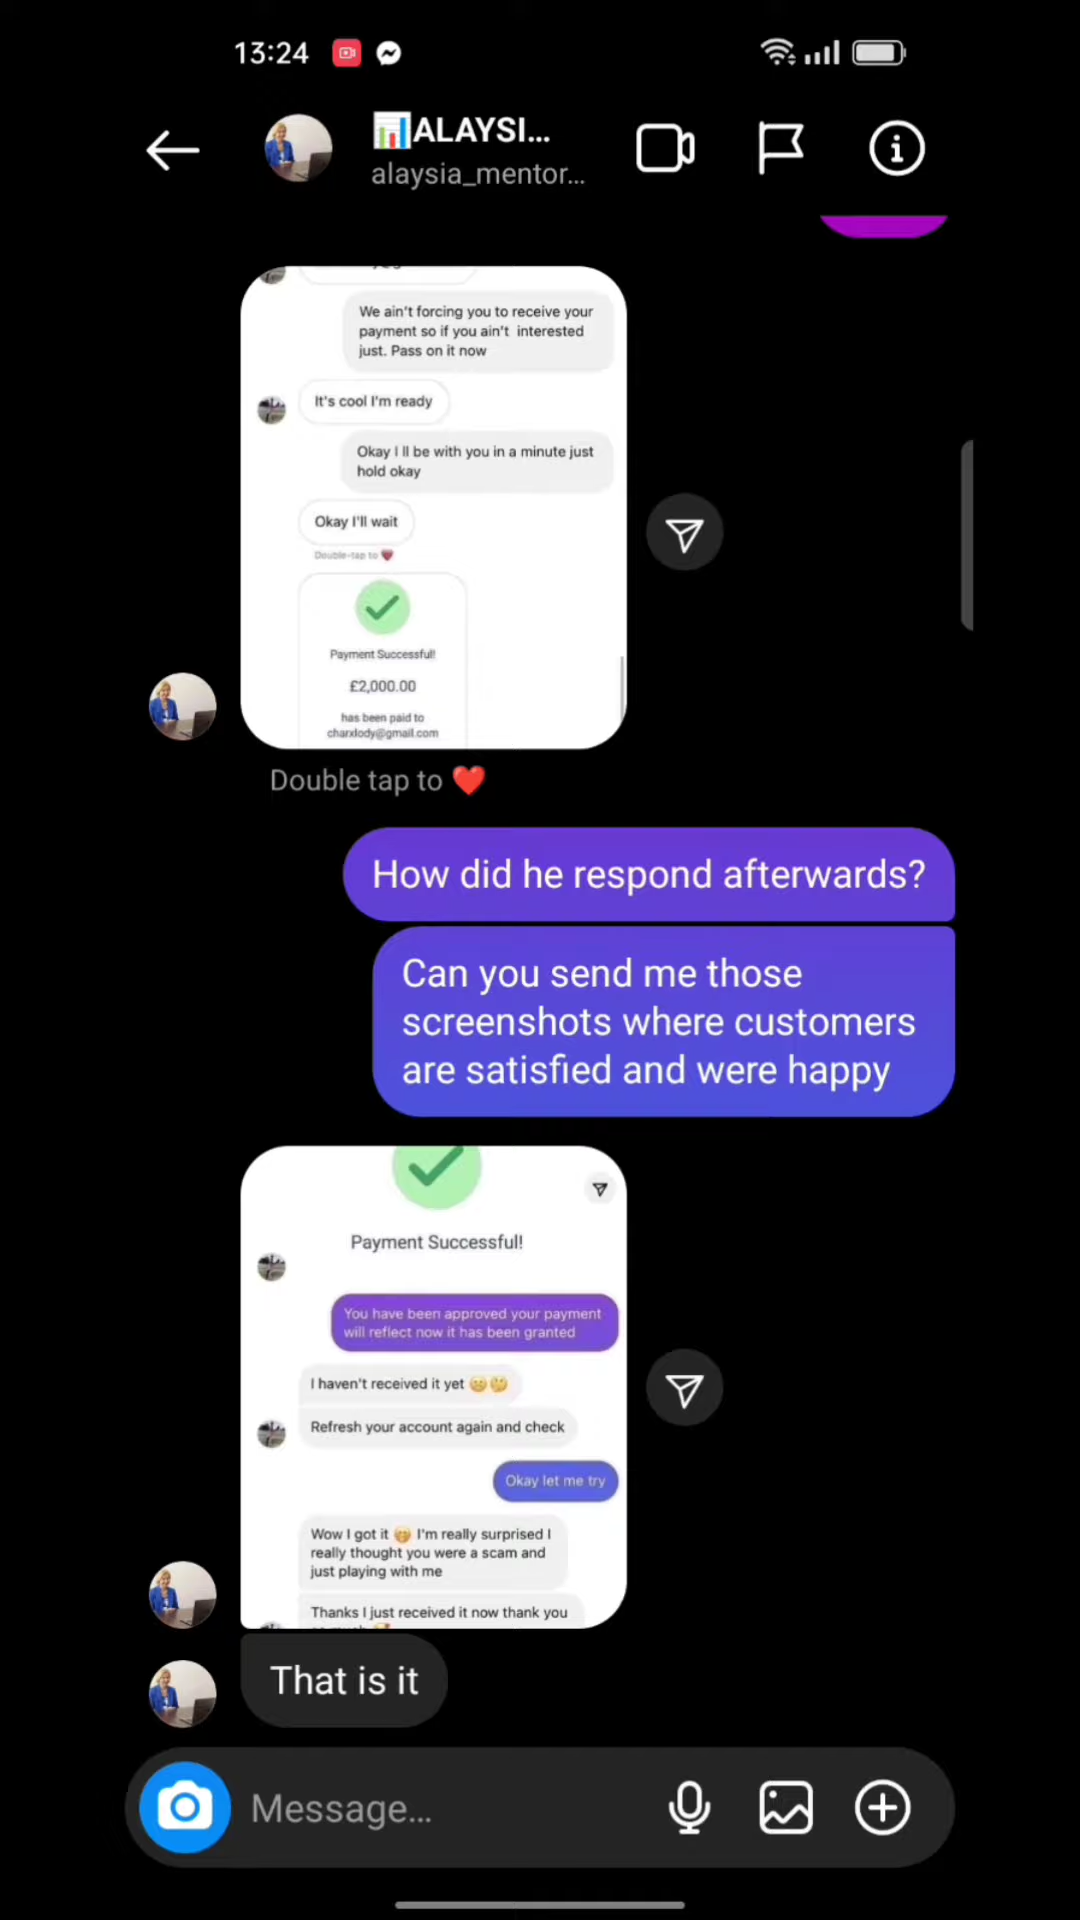 13:24
📊ALAYSI...
alaysia_mentor...
We ain't forcing you to receive your
payment so if you ain't interested
just. Pass on it now
It's cool I'm ready
Okay I ll be with you in a minute just
hold okay
Okay I'll wait
Double-tap to ❤️
Payment Successful!
£2,000.00
has been paid to
charxlody@gmail.com
Double tap to ❤️
How did he respond afterwards?
Can you send me those
screenshots where customers
are satisfied and were happy
Payment Successful!
You have been approved your payment
will reflect now it has been granted
I haven't received it yet
Refresh your account again and check
Okay let me try
Wow I got it 🤭 I'm really surprised I
really thought you were a scam and
just playing with me
Thanks I just received it now thank you
That is it
Message...